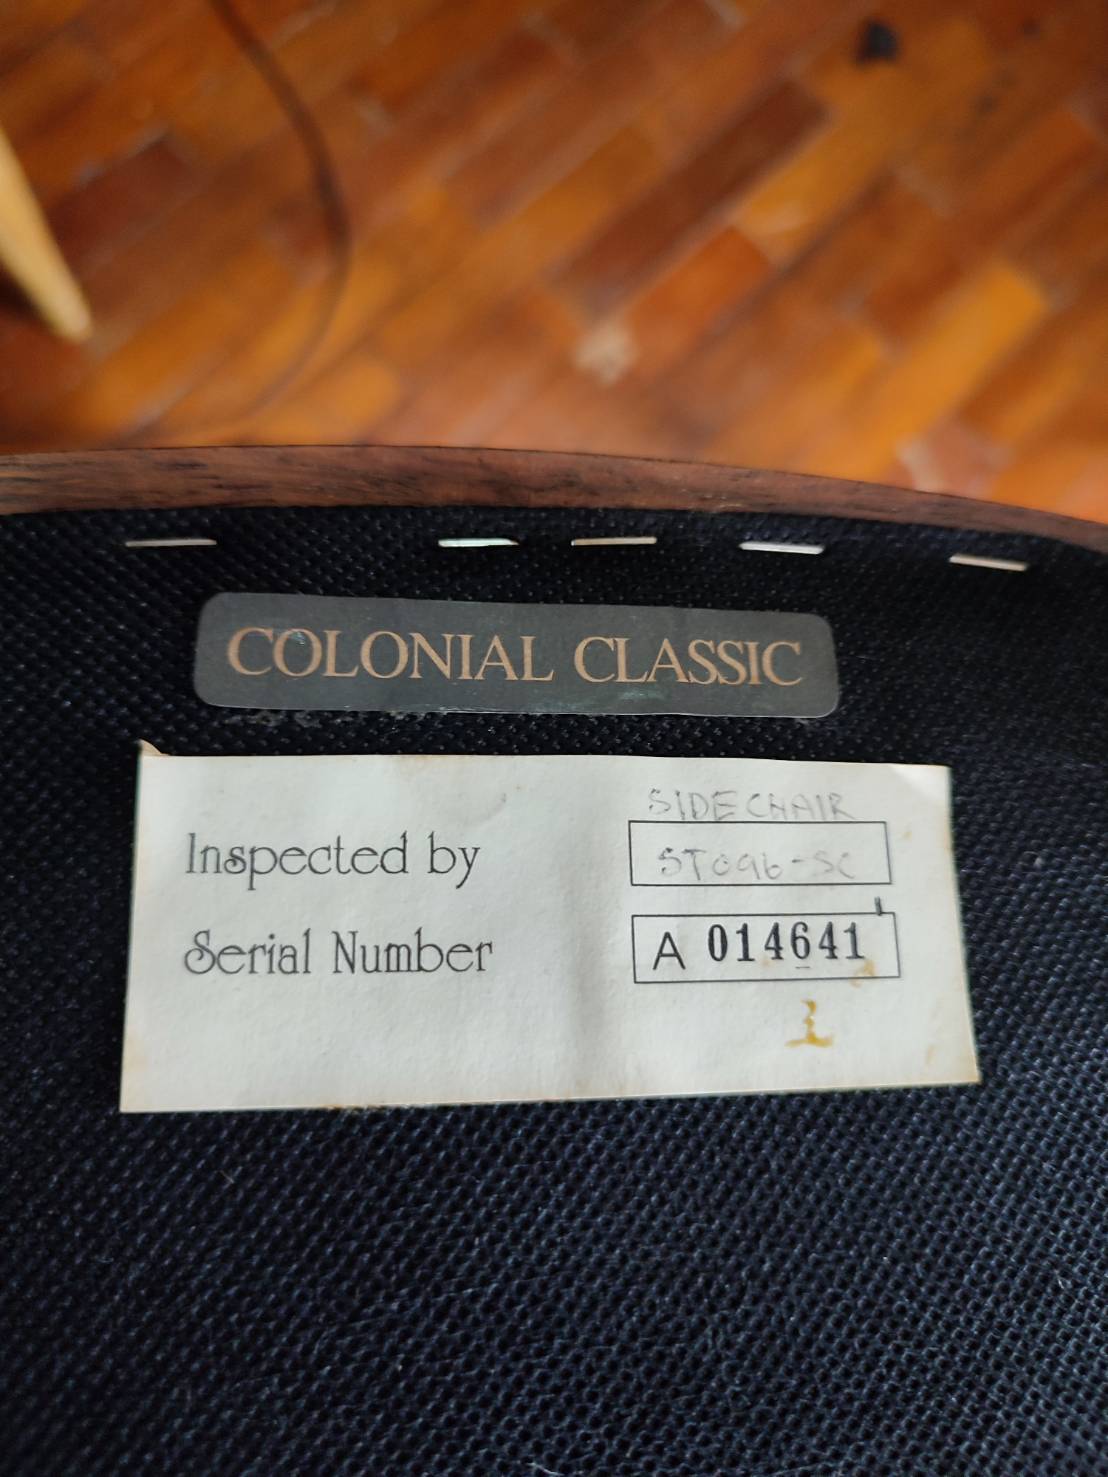 COLONIAL CLASSIC
SIDE CHAIR
Inspected by ST096-SC
Serial Number A 014641